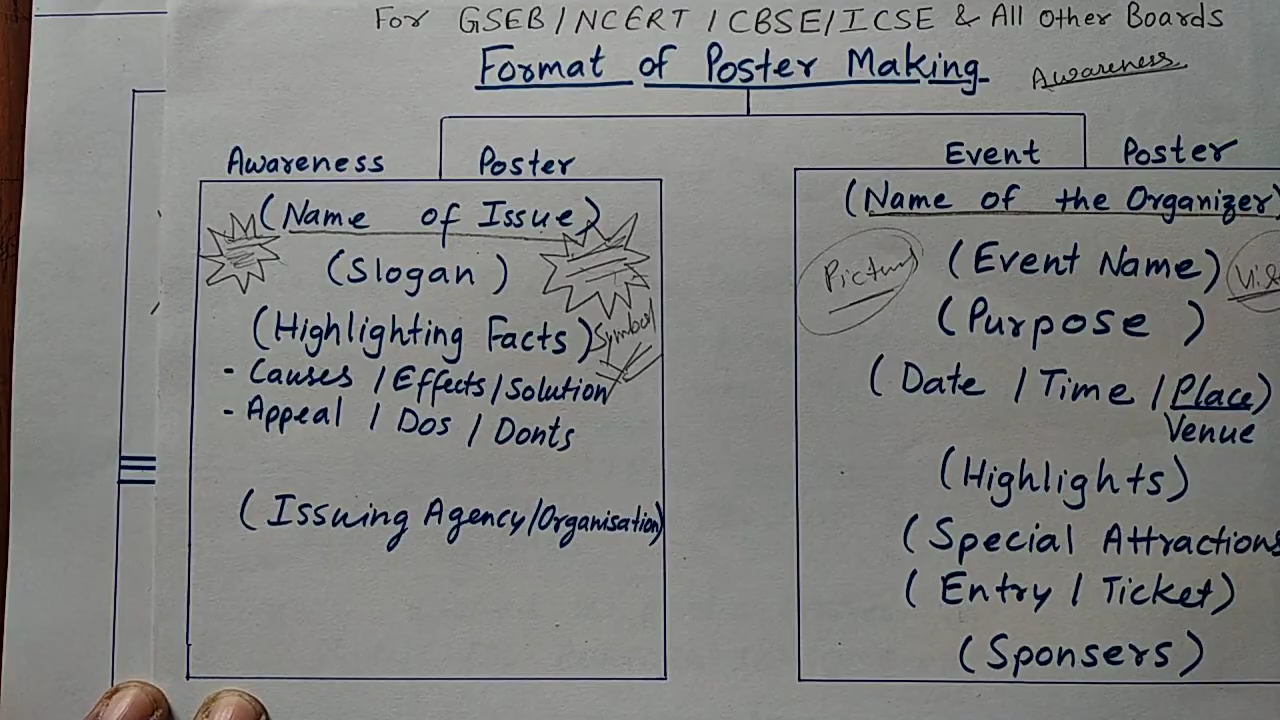 For GSEB/NCERT/CBSE/ICSE & All Other Boards
Format of Poster Making
Awareness
Awareness Poster
(Name of Issue)
(Slogan)
(Highlighting Facts)
Symbol
- Causes/Effects/Solution
- Appeal / Dos / Donts
(Issuing Agency/Organisation)
Event Poster
(Name of the Organizer)
Picture
(Event Name)
(Purpose)
(Date / Time / Place)
Venue
(Highlights)
(Special Attractions
(Entry / Ticket)
(Sponsers)